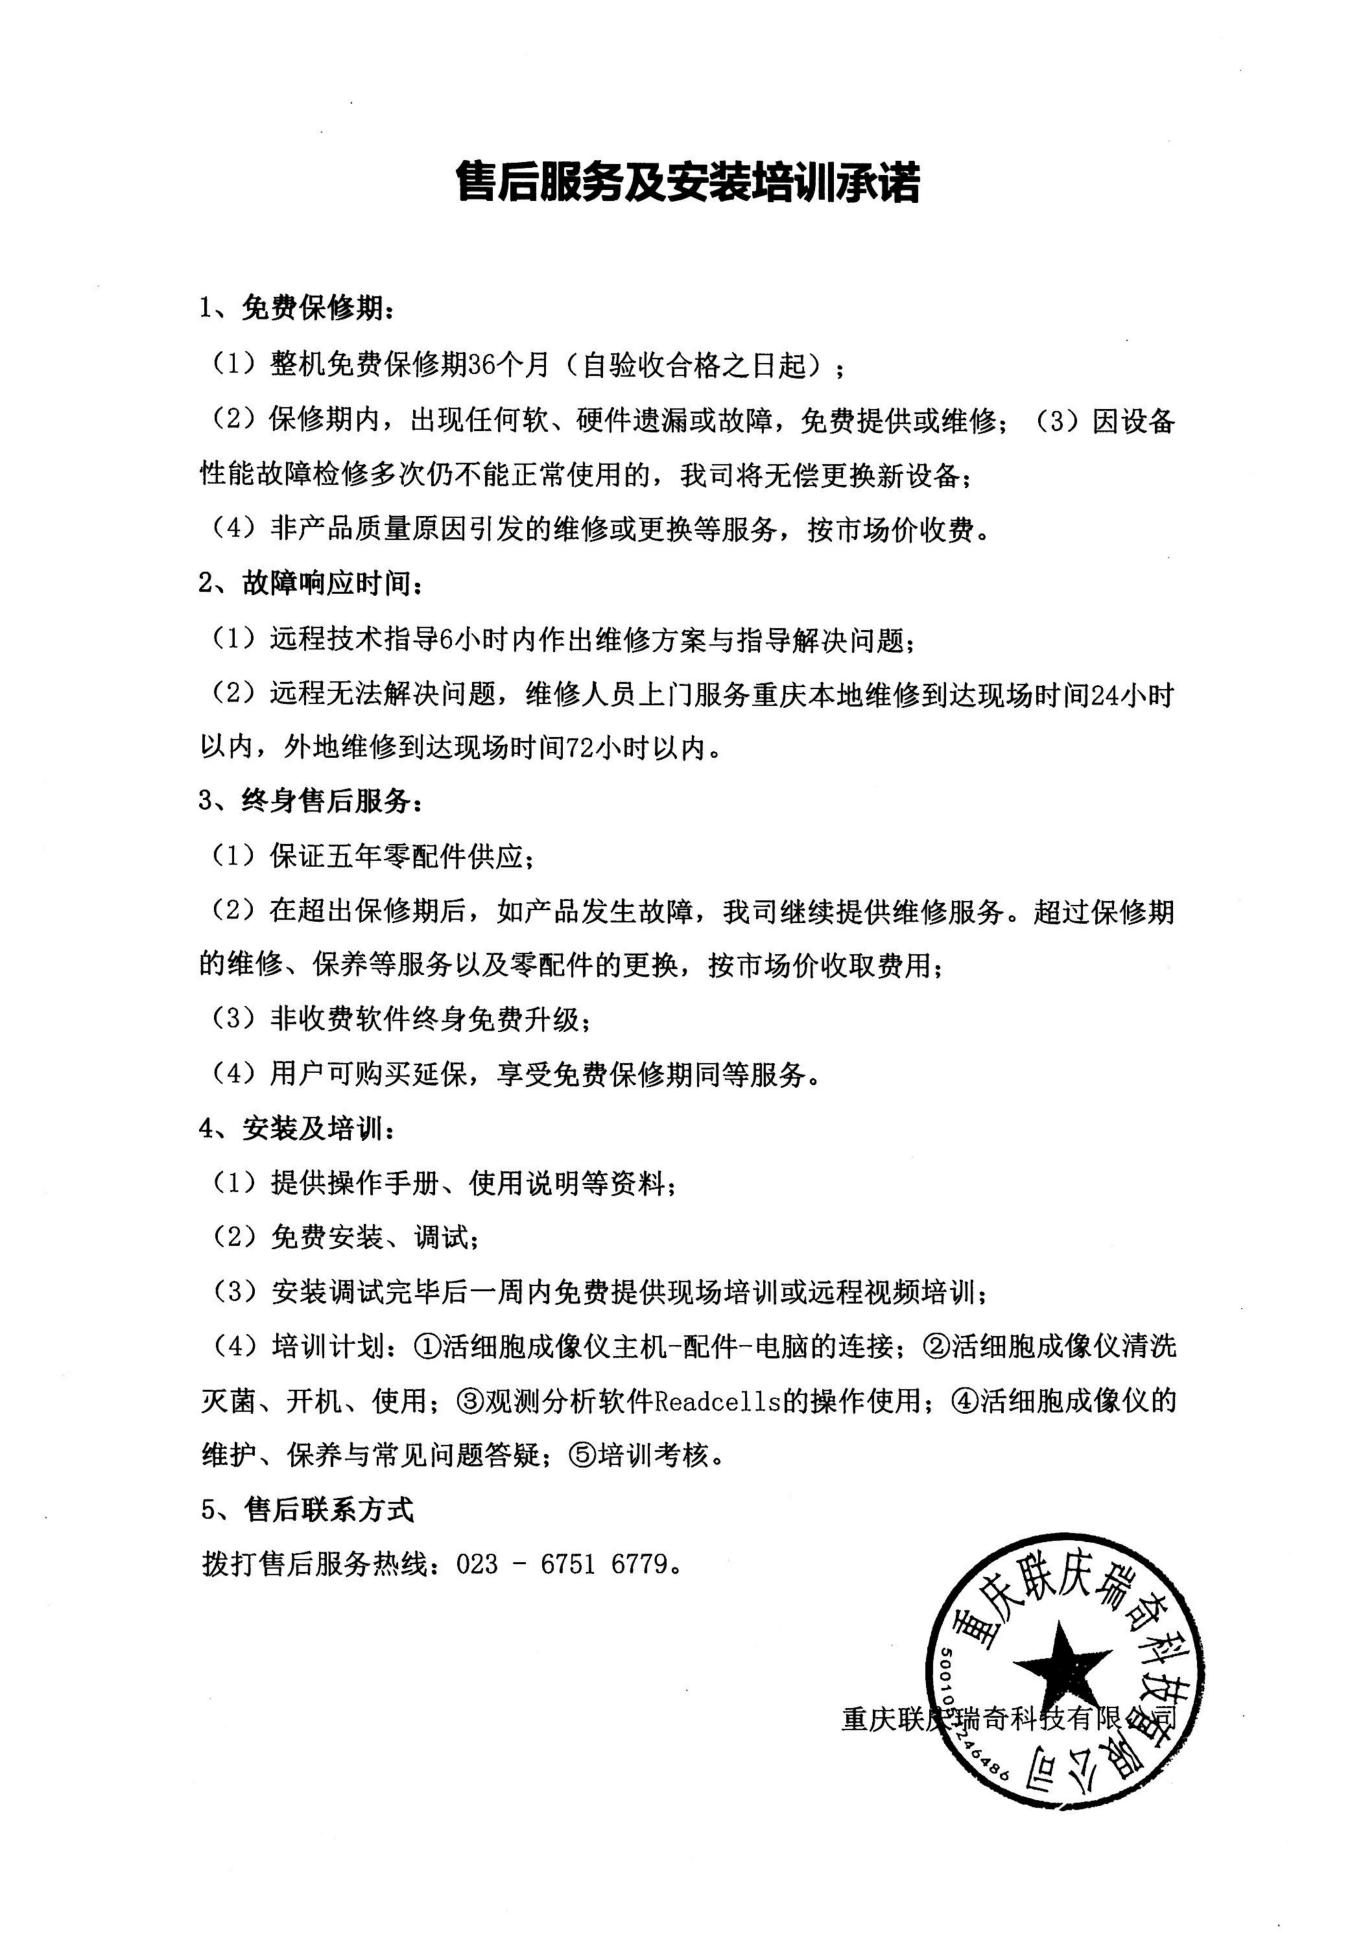 售后服务及安装培训承诺
1、免费保修期：
（1）整机免费保修期36个月（自验收合格之日起）；
（2）保修期内，出现任何软、硬件遗漏或故障，免费提供或维修；（3）因设备
性能故障检修多次仍不能正常使用的，我司将无偿更换新设备；
（4）非产品质量原因引发的维修或更换等服务，按市场价收费。
2、故障响应时间：
（1）远程技术指导6小时内作出维修方案与指导解决问题；
（2）远程无法解决问题，维修人员上门服务重庆本地维修到达现场时间24小时
以内，外地维修到达现场时间72小时以内。
3、终身售后服务：
（1）保证五年零配件供应；
（2）在超出保修期后，如产品发生故障，我司继续提供维修服务。超过保修期
的维修、保养等服务以及零配件的更换，按市场价收取费用；
（3）非收费软件终身免费升级；
（4）用户可购买延保，享受免费保修期同等服务。
4、安装及培训：
（1）提供操作手册、使用说明等资料；
（2）免费安装、调试；
（3）安装调试完毕后一周内免费提供现场培训或远程视频培训；
（4）培训计划：①活细胞成像仪主机-配件-电脑的连接；②活细胞成像仪清洗
灭菌、开机、使用；③观测分析软件Readcells的操作使用；④活细胞成像仪的
维护、保养与常见问题答疑；⑤培训考核。
5、售后联系方式
拨打售后服务热线：023 - 6751 6779。
重庆联庆瑞奇科技有限公司
重庆联庆瑞奇科技有限公司